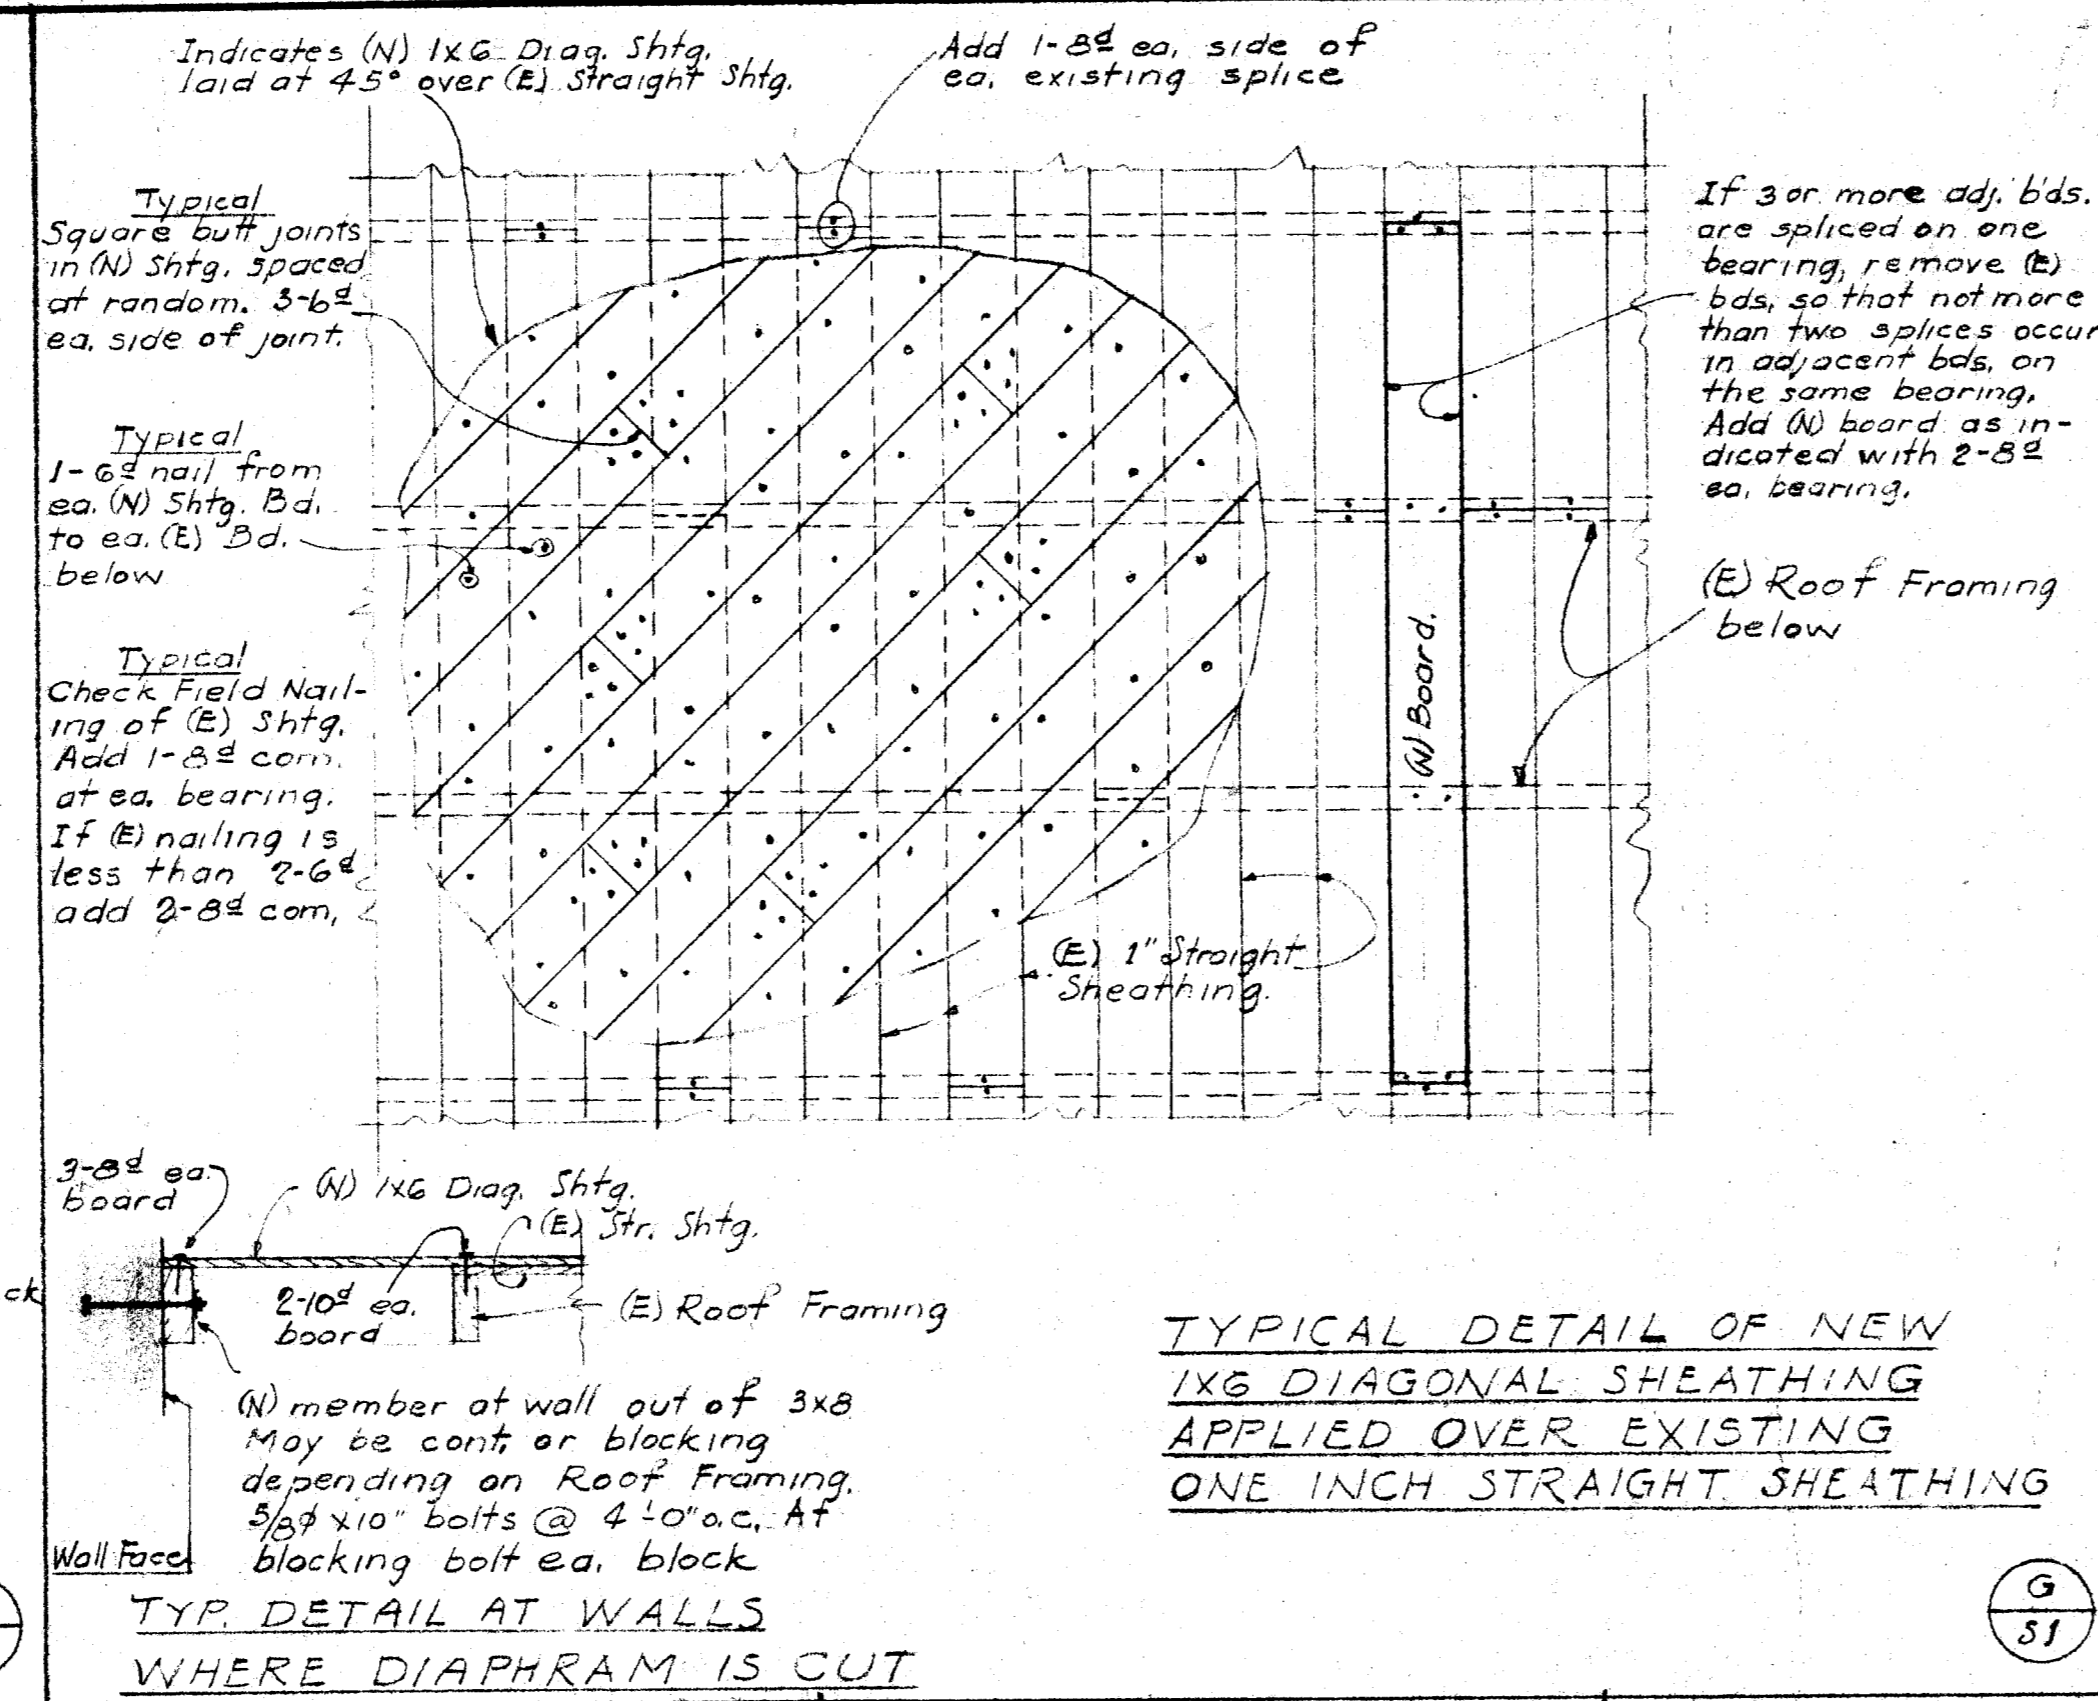 Indicates (N) 1x6 Diag. Shtg.
laid at 45° over (E) Straight Shtg.
Add 1-8d ea. side of
ea. existing splice
Typical
Square butt joints
in (N) Shtg. spaced
at random. 3-6d
ea. side of joint.
Typical
1-6d nail from
ea. (N) Shtg. Bd.
to ea. (E) Bd.
below
Typical
Check Field Nail-
ing of (E) Shtg.
Add 1-8d com.
at ea. bearing.
If (E) nailing is
less than 2-6d
add 2-8d com,
If 3 or more adj. b'ds.
are spliced on one
bearing, remove (E)
bds, so that not more
than two splices occur
in adjacent bds. on
the same bearing.
Add (N) board as in-
dicated with 2-8d
ea. bearing.
(E) Roof Framing
below
(N) Board.
(E) 1" Straight
Sheathing.
3-8d ea.
board
(N) 1x6 Diag. Shtg.
(E) Str. Shtg.
ck
2-10d ea.
board
(E) Roof Framing
(N) member at wall out of 3x8
May be cont. or blocking
depending on Roof Framing.
5/8φ x10" bolts @ 4'-0" o.c. At
blocking bolt ea. block
Wall Face
TYP. DETAIL AT WALLS
WHERE DIAPHRAM IS CUT
TYPICAL DETAIL OF NEW
1X6 DIAGONAL SHEATHING
APPLIED OVER EXISTING
ONE INCH STRAIGHT SHEATHING
G
S1